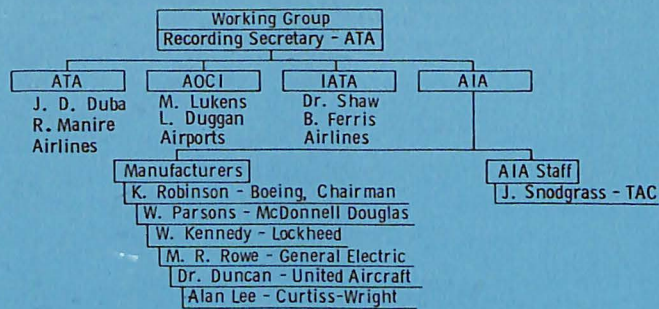 Working Group
Recording Secretary - ATA
ATA
J. D. Duba
R. Manire
Airlines
AOCI
M. Lukens
L. Duggan
Airports
IATA
Dr. Shaw
B. Ferris
Airlines
AIA
Manufacturers
K. Robinson - Boeing, Chairman
W. Parsons - McDonnell Douglas
W. Kennedy - Lockheed
M. R. Rowe - General Electric
Dr. Duncan - United Aircraft
Alan Lee - Curtiss-Wright
AIA Staff
J. Snodgrass - TAC